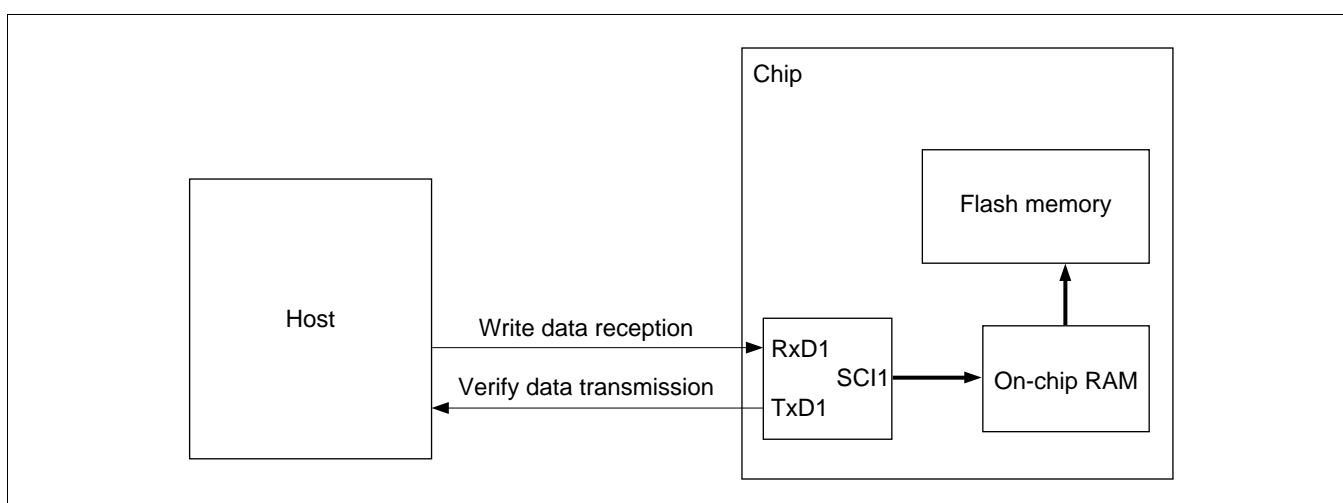 Chip
Flash memory
Host
Write data reception
RxD1
SCI1
On-chip RAM
Verify data transmission
TxD1